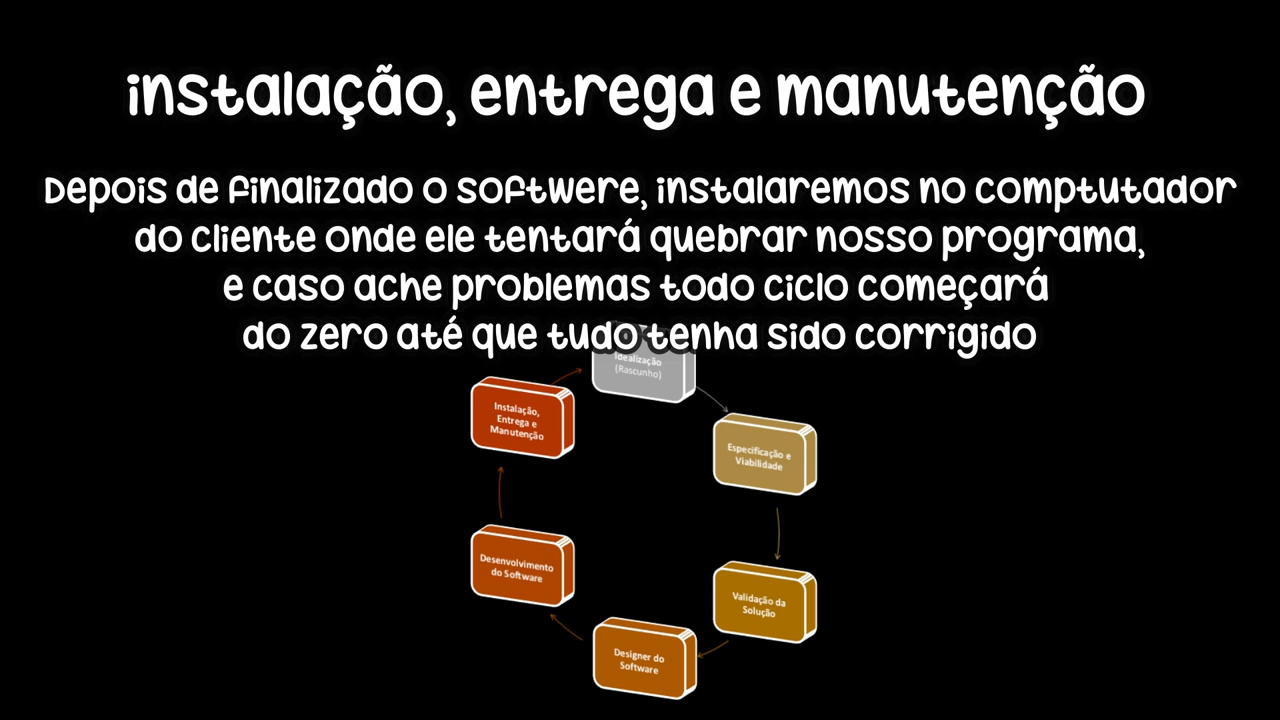 instalação, entrega e manutenção
Depois de finalizado o softwere, instalaremos no comptutador
do cliente onde ele tentará quebrar nosso programa,
e caso ache problemas todo ciclo começará
do zero até que tudo tenha sido corrigido
Idealização
(Rascunho)
Instalação,
Entrega e
Manutenção
Especificação e
Viabilidade
Desenvolvimento
do Software
Validação da
Solução
Designer do
Software